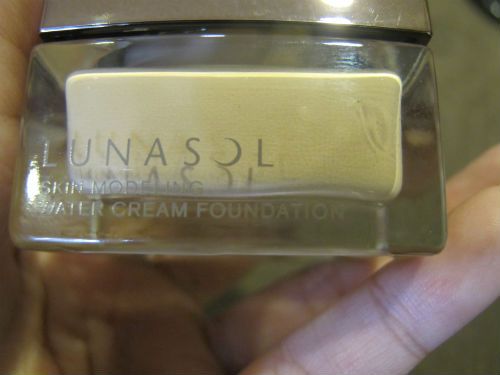 LUNASOL
SKIN MODELING
WATER CREAM FOUNDATION